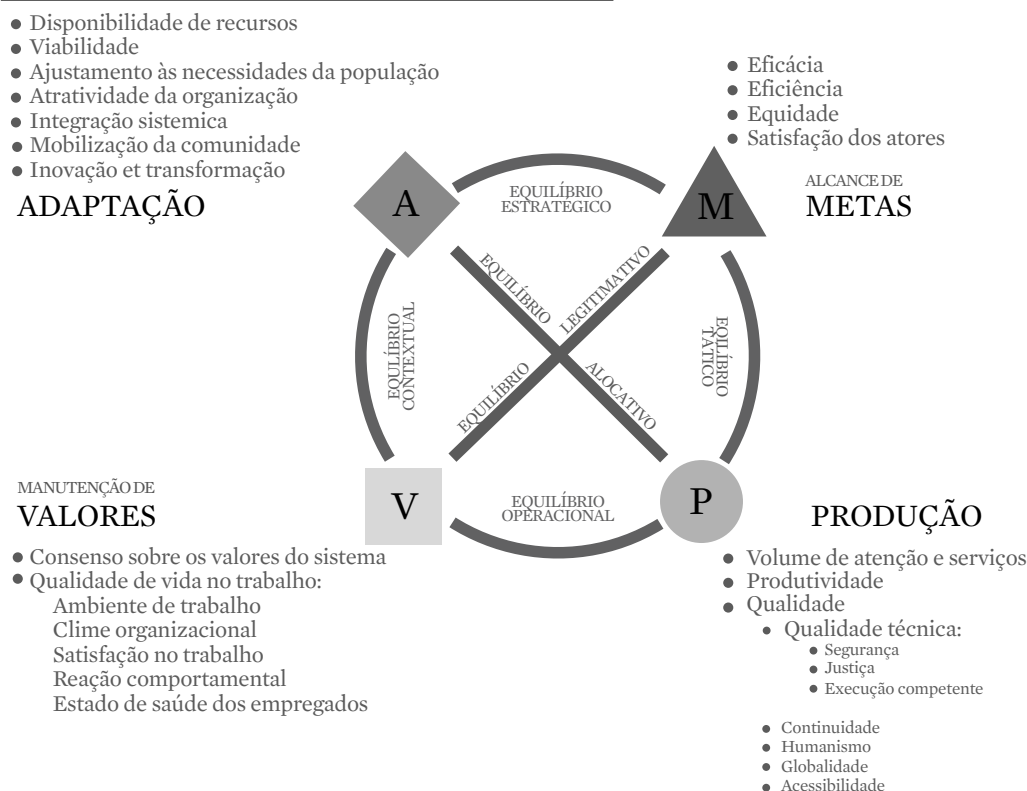 Disponibilidade de recursos
Viabilidade
Ajustamento às necessidades da população
Atratividade da organização
Integração sistemica
Mobilização da comunidade
Inovação et transformação
ADAPTAÇÃO
Eficácia
Eficiência
Equidade
Satisfação dos atores
ALCANCE DE
METAS
A
EQUILÍBRIO
ESTRATÉGICO
M
EQUILÍBRIO
LEGITIMATIVO
EQULÍBRIO
CONTEXTUAL
EQILÍBRIO
TÁTICO
EQUILÍBRIO
ALOCATIVO
V
EQUILÍBRIO
OPERACIONAL
P
MANUTENÇÃO DE
VALORES
Consenso sobre os valores do sistema
Qualidade de vida no trabalho:
Ambiente de trabalho
Clime organizacional
Satisfação no trabalho
Reação comportamental
Estado de saúde dos empregados
PRODUÇÃO
Volume de atenção e serviços
Produtividade
Qualidade
Qualidade técnica:
Segurança
Justiça
Execução competente
Continuidade
Humanismo
Globalidade
Acessibilidade